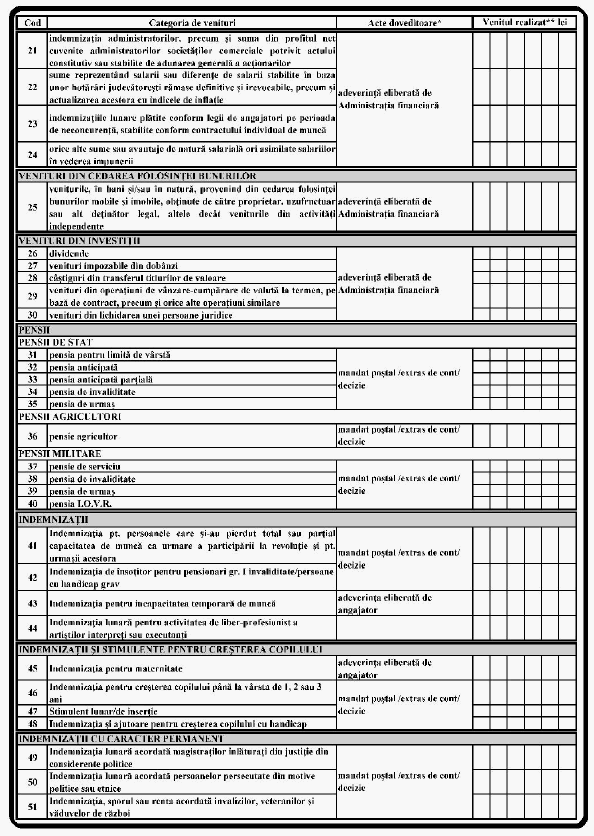 Cod Categoria de venituri Acte doveditoare* Venitul realizat** lei
21 indemnizația administratorilor, precum și suma din profitul net
cuvenite administratorilor societăților comerciale potrivit actului
constitutiv sau stabilite de adunarea generală a acționarilor
22 sume reprezentând salarii sau diferențe de salarii stabilite în baza
unor hotărâri judecătorești rămase definitive și irevocabile, precum și
actualizarea acestora cu indicele de inflație
adeverință eliberată de
Administrația financiară
23 indemnizațiile lunare plătite conform legii de angajatori pe perioada
de neconcurență, stabilite conform contractului individual de muncă
24 orice alte sume sau avantaje de natură salarială ori asimilate salariilor
în vederea impunerii
VENITURI DIN CEDAREA FOLOSINȚEI BUNURILOR
25 veniturile, în bani și/sau în natură, provenind din cedarea folosinței
bunurilor mobile și imobile, obținute de către proprietar, uzufructuar
sau alt deținător legal, altele decât veniturile din activități
independente
adeverință eliberată de
Administrația financiară
VENITURI DIN INVESTIȚII
26 dividende
27 venituri impozabile din dobânzi
28 câștiguri din transferul titlurilor de valoare
29 venituri din operațiuni de vânzare-cumpărare de valută la termen, pe
bază de contract, precum și orice alte operațiuni similare
30 venituri din lichidarea unei persoane juridice
adeverință eliberată de
Administrația financiară
PENSII
PENSII DE STAT
31 pensia pentru limită de vârstă
32 pensia anticipată
33 pensia anticipată parțială
34 pensia de invaliditate
35 pensia de urmaș
mandat poștal /extras de cont/
decizie
PENSII AGRICULTORI
36 pensie agricultor
mandat poștal /extras de cont/
decizie
PENSII MILITARE
37 pensie de serviciu
38 pensia de invaliditate
39 pensia de urmaș
40 pensia I.O.V.R.
mandat poștal /extras de cont/
decizie
INDEMNIZAȚII
41 Indemnizația pt. persoanele care și-au pierdut total sau parțial
capacitatea de muncă ca urmare a participării la revoluție și pt.
urmașii acestora
42 Indemnizația de însoțitor pentru pensionari gr. I invaliditate/persoane
cu handicap grav
mandat poștal /extras de cont/
decizie
43 Indemnizația pentru incapacitatea temporară de muncă
adeverința eliberată de
angajator
44 Indemnizația lunară pentru activitatea de liber-profesionist a
artiștilor interpreți sau executanți
INDEMNIZAȚII ȘI STIMULENTE PENTRU CREȘTEREA COPILULUI
45 Indemnizația pentru maternitate
adeverința eliberată de
angajator
46 Indemnizația pentru creșterea copilului până la vârsta de 1, 2 sau 3
ani
47 Stimulent lunar/de inserție
48 Indemnizația și ajutoare pentru creșterea copilului cu handicap
mandat poștal /extras de cont/
decizie
INDEMNIZAȚII CU CARACTER PERMANENT
49 Indemnizația lunară acordată magistraților înlăturați din justiție din
considerente politice
50 Indemnizația lunară acordată persoanelor persecutate din motive
politice sau etnice
51 Indemnizația, sporul sau renta acordată invalizilor, veteranilor și
văduvelor de război
mandat poștal /extras de cont/
decizie